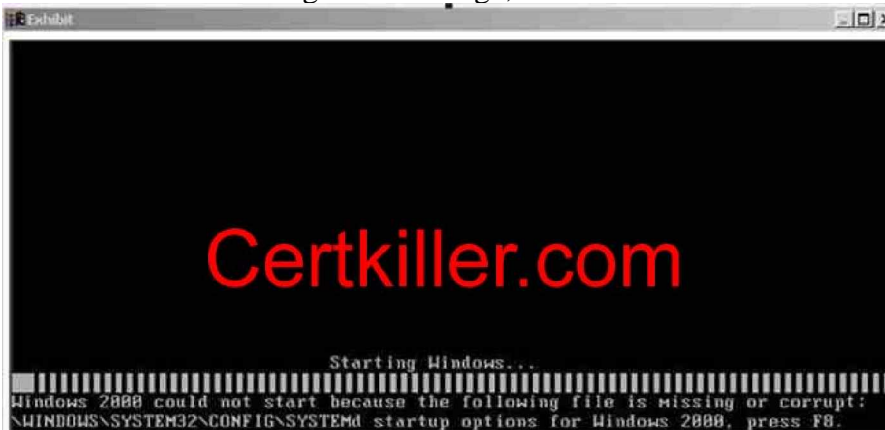 Exhibit
Certkiller.com
Starting Windows...
Windows 2000 could not start because the following file is missing or corrupt:
\WINDOWS\SYSTEM32\CONFIG\SYSTEMd startup options for Windows 2000, press F8.